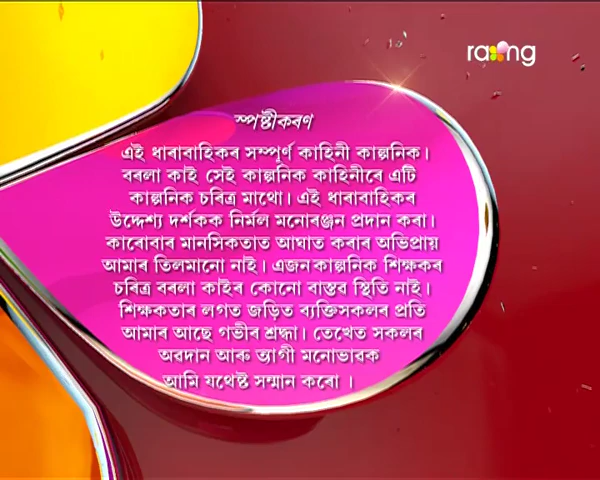 rang
স্পষ্টীকৰণ
এই ধাৰাবাহিকৰ সম্পূৰ্ণ কাহিনী কাল্পনিক।
বৰলা কাই সেই কাল্পনিক কাহিনীৰে এটি
কাল্পনিক চৰিত্ৰ মাথো। এই ধাৰাবাহিকৰ
উদ্দেশ্য দৰ্শকক নিৰ্মল মনোৰঞ্জন প্ৰদান কৰা।
কাৰোবাৰ মানসিকতাত আঘাত কৰাৰ অভিপ্ৰায়
আমাৰ তিলমানো নাই। এজন কাল্পনিক শিক্ষকৰ
চৰিত্ৰ বৰলা কাইৰ কোনো বাস্তৱ স্থিতি নাই।
শিক্ষকতাৰ লগত জড়িত ব্যক্তিসকলৰ প্ৰতি
আমাৰ আছে গভীৰ শ্ৰদ্ধা। তেখেত সকলৰ
অৱদান আৰু ত্যাগী মনোভাৱক
আমি যথেষ্ট সন্মান কৰো ।